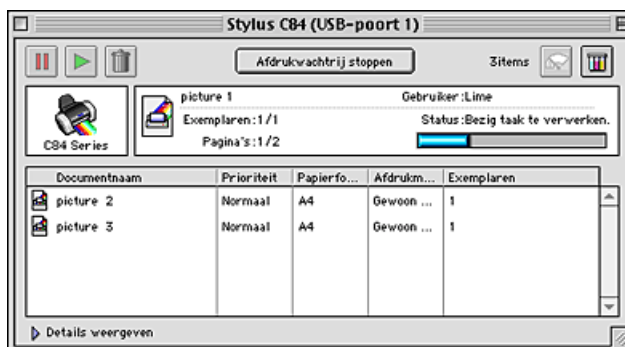 Stylus C84 (USB-poort 1)
Afdrukwachtrij stoppen
3items
C84 Series
picture 1
Gebruiker :Lime
Exemplaren:1/1
Status:Bezig taak te verwerken.
Pagina's:1/2
Documentnaam Prioriteit Papierfo... Afdrukm... Exemplaren
picture 2 Normaal A4 Gewoon ... 1
picture 3 Normaal A4 Gewoon ... 1
Details weergeven